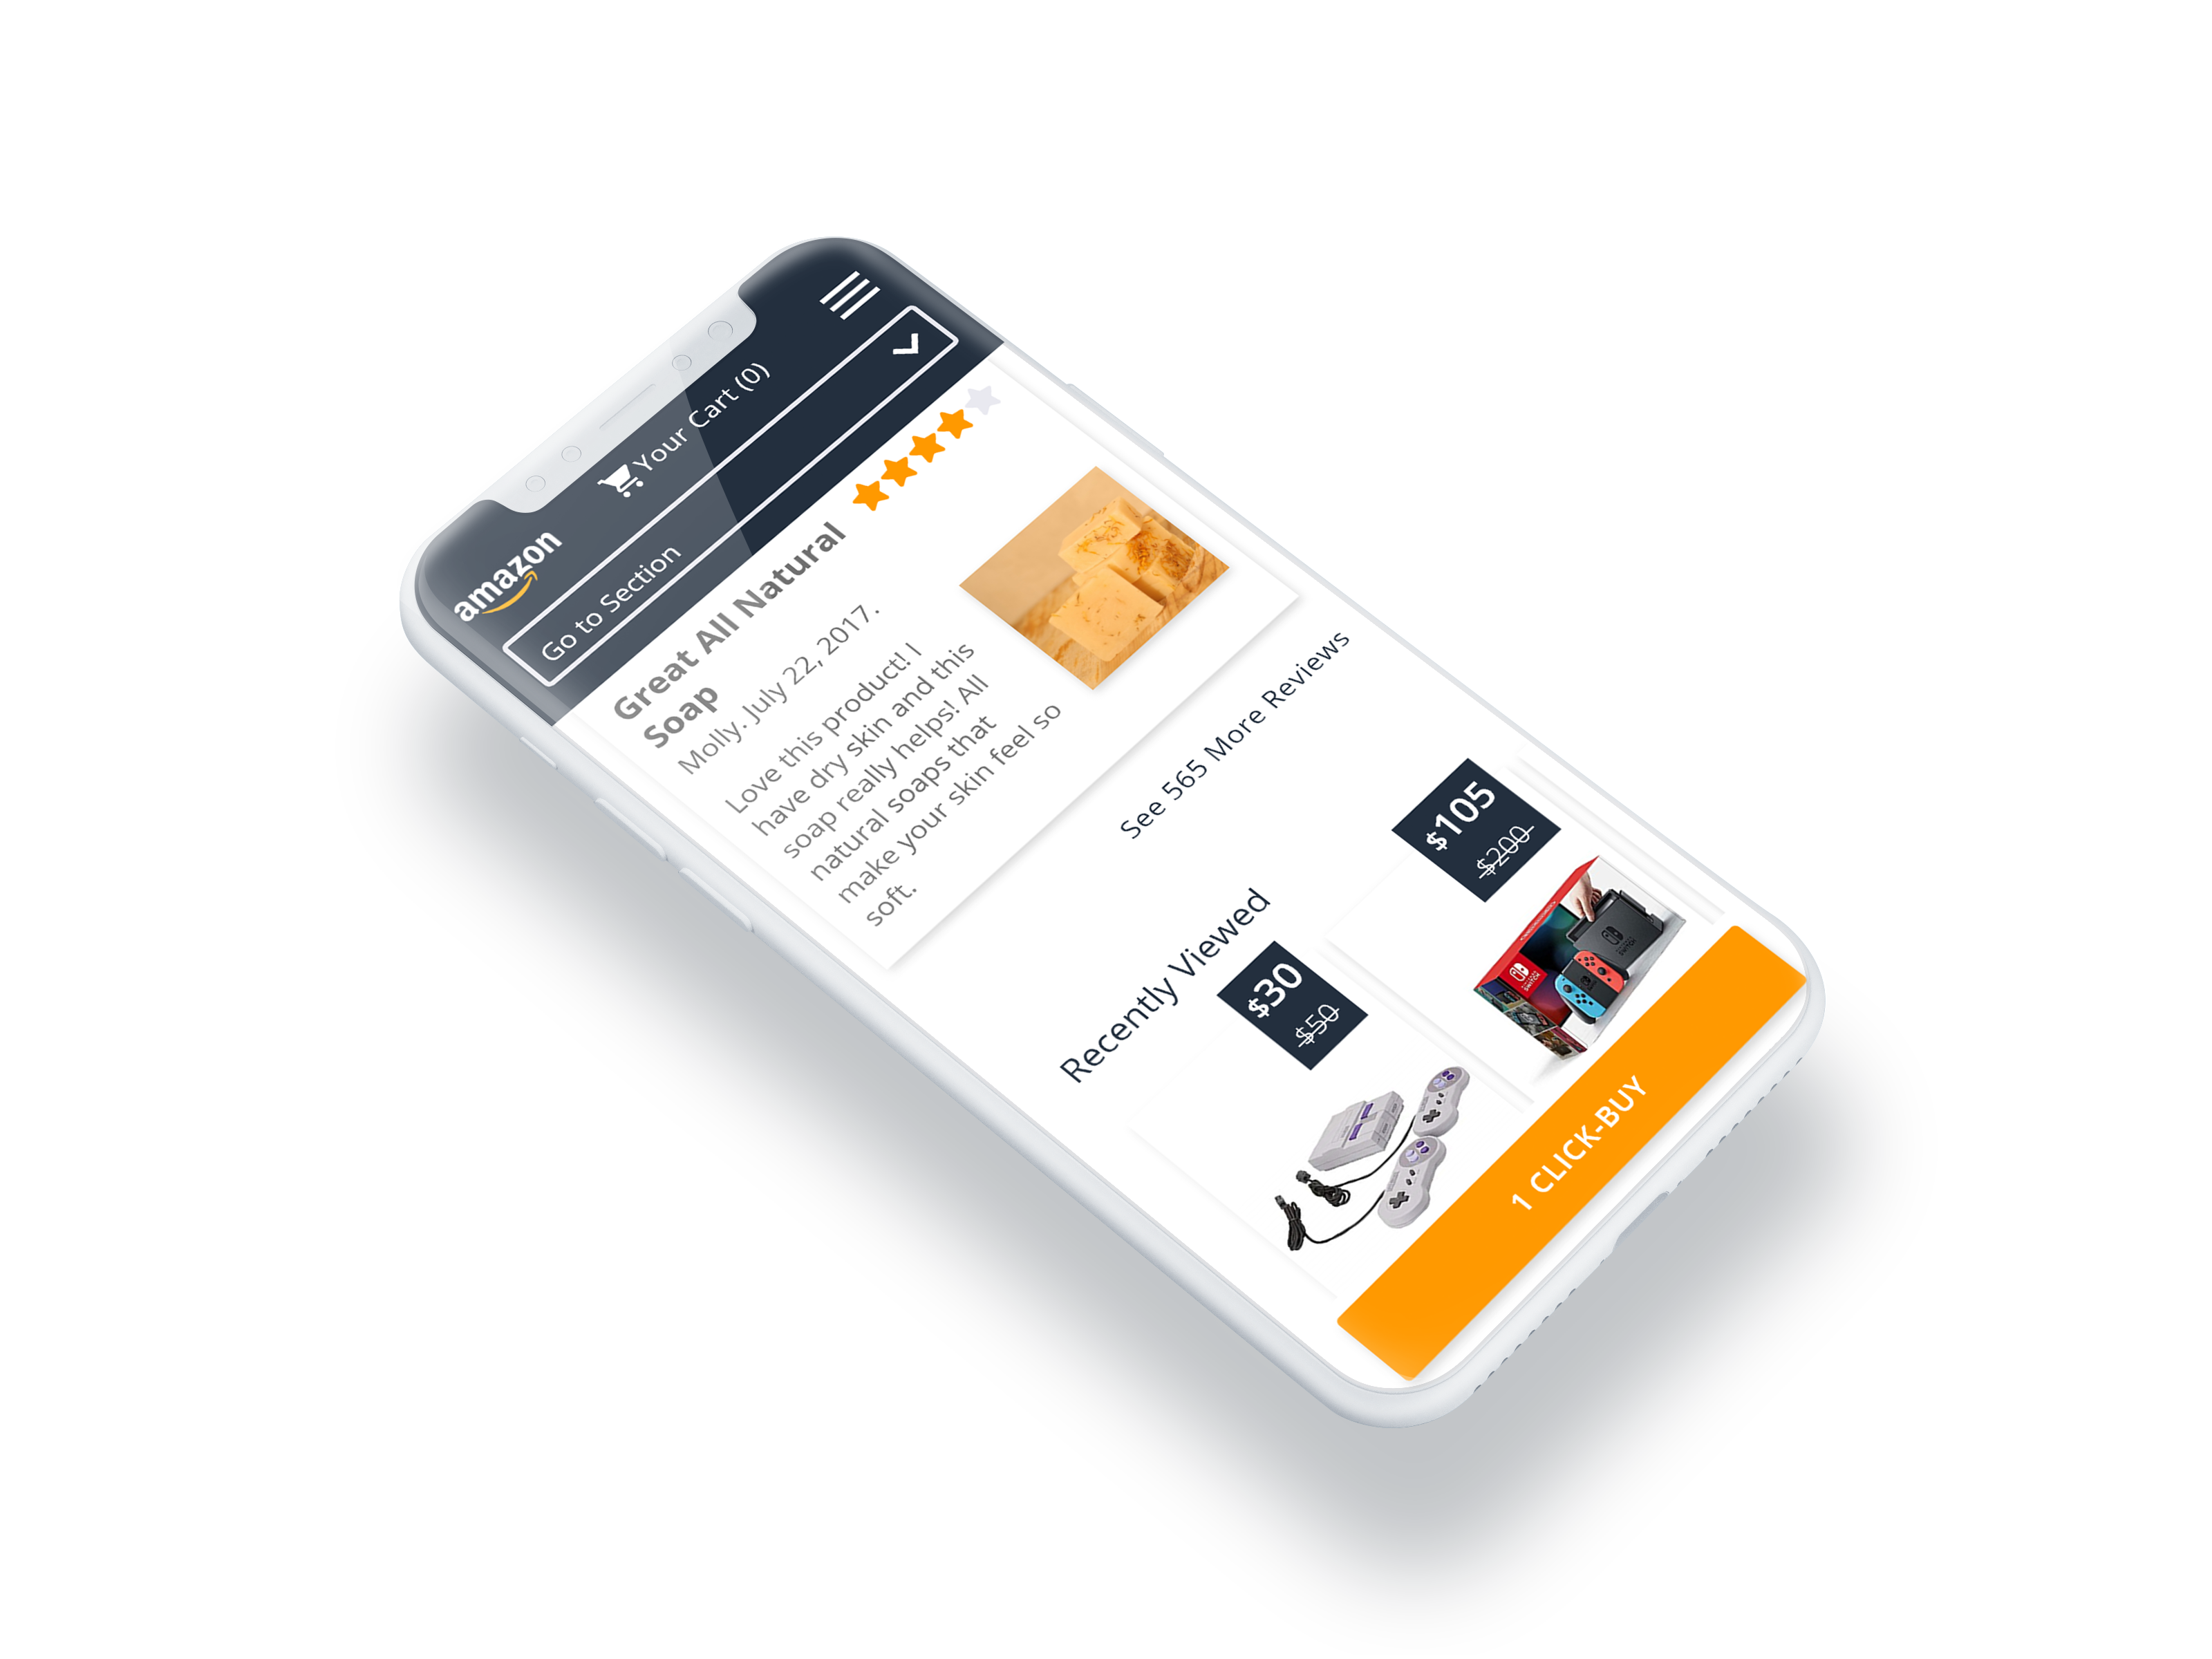 amazon
Your Cart (0)
Go to Section
Great All Natural
Soap
Molly. July 22, 2017.
Love this product! I
have dry skin and this
soap really helps! All
natural soaps that
make your skin feel so
soft.
See 565 More Reviews
Recently Viewed
$30
$50
$105
$200
1 CLICK-BUY